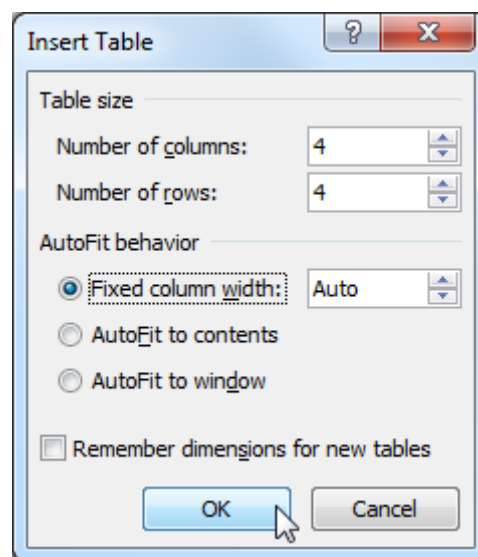 Insert Table
? X
Table size
Number of columns: 4
Number of rows: 4
AutoFit behavior
Fixed column width: Auto
AutoFit to contents
AutoFit to window
Remember dimensions for new tables
OK Cancel